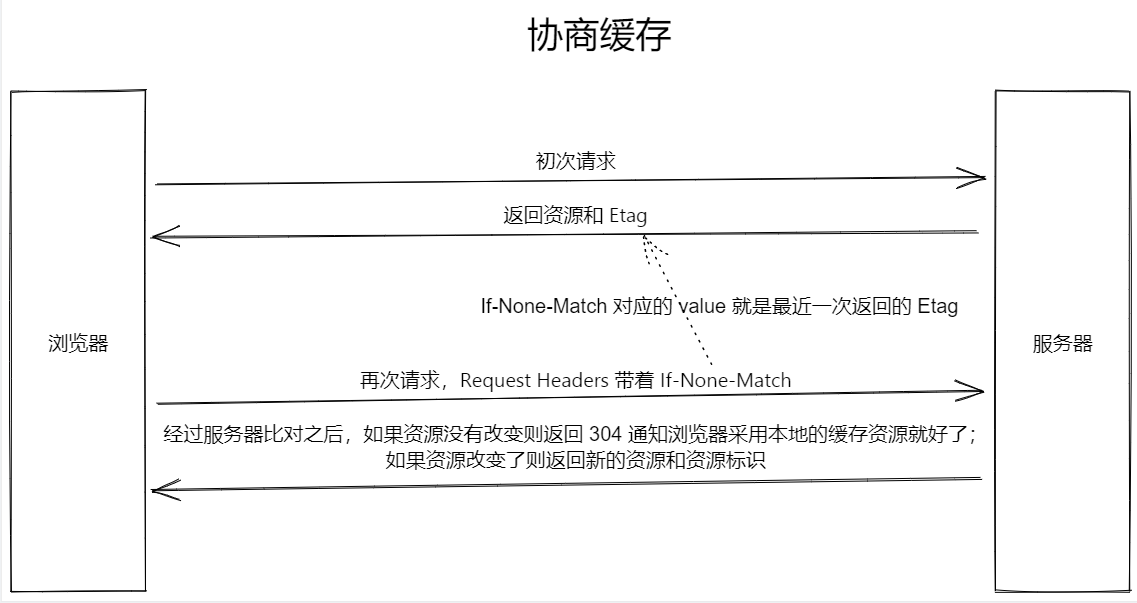 协商缓存
初次请求
返回资源和 Etag
If-None-Match 对应的 value 就是最近一次返回的 Etag
浏览器
服务器
再次请求，Request Headers 带着 If-None-Match
经过服务器比对之后，如果资源没有改变则返回 304 通知浏览器采用本地的缓存资源就好了；
如果资源改变了则返回新的资源和资源标识